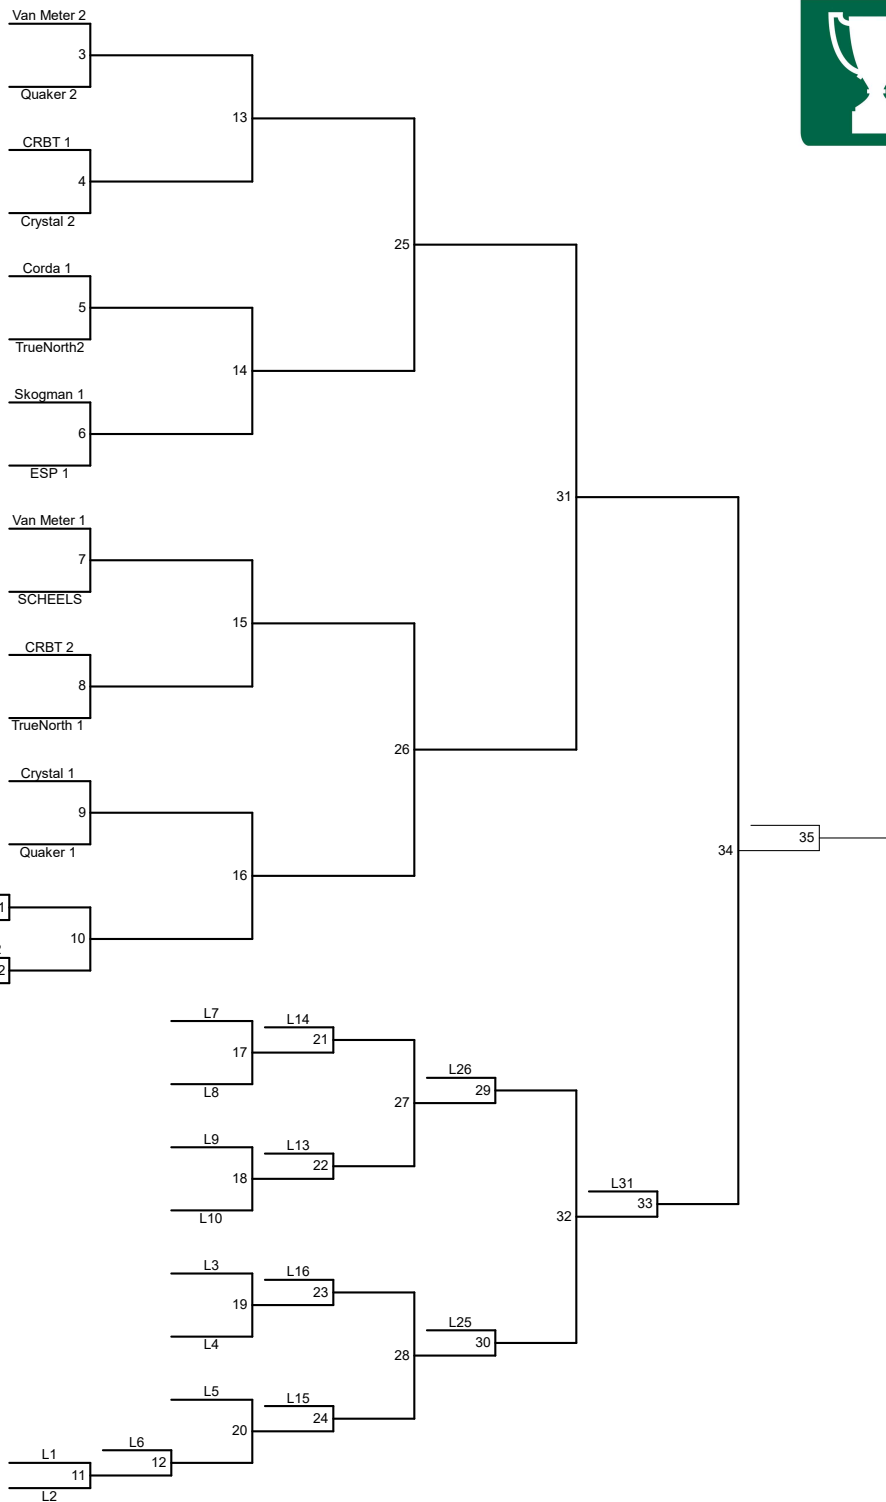 Van Meter 2
3
Quaker 2
13
CRBT 1
4
Crystal 2
25
Corda 1
5
TrueNorth2
14
Skogman 1
6
ESP 1
31
Van Meter 1
7
SCHEELS
15
CRBT 2
8
TrueNorth 1
26
Crystal 1
9
Quaker 1
35
34
16
1
10
2
L7
L14
21
17
L26
L8
29
27
L9
L13
22
18
L31
L10
33
32
L3
L16
23
19
L25
L4
30
28
L5
L15
24
20
L6
L1
12
11
L2